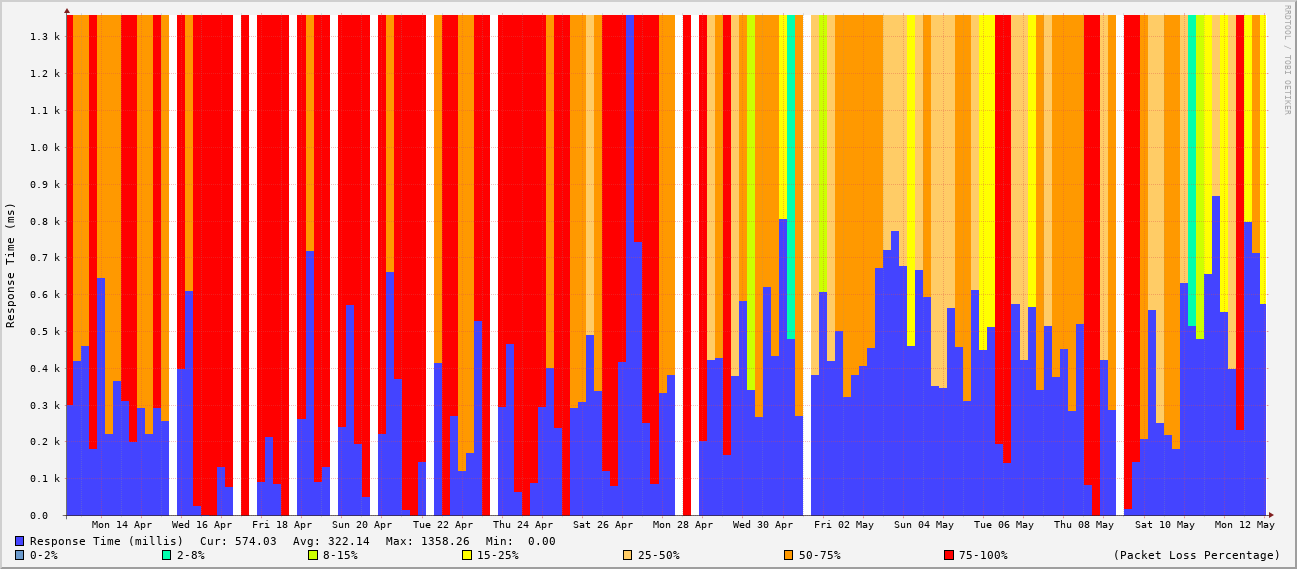 RRDTOOL / TOBI OETIKER
Response Time (ms)
1.3 k
1.2 k
1.1 k
1.0 k
0.9 k
0.8 k
0.7 k
0.6 k
0.5 k
0.4 k
0.3 k
0.2 k
0.1 k
0.0
Mon 14 Apr Wed 16 Apr Fri 18 Apr Sun 20 Apr Tue 22 Apr Thu 24 Apr Sat 26 Apr Mon 28 Apr Wed 30 Apr Fri 02 May Sun 04 May Tue 06 May Thu 08 May Sat 10 May Mon 12 May
Response Time (millis) Cur: 574.03 Avg: 322.14 Max: 1358.26 Min: 0.00
0-2% 2-8% 8-15% 15-25% 25-50% 50-75% 75-100% (Packet Loss Percentage)